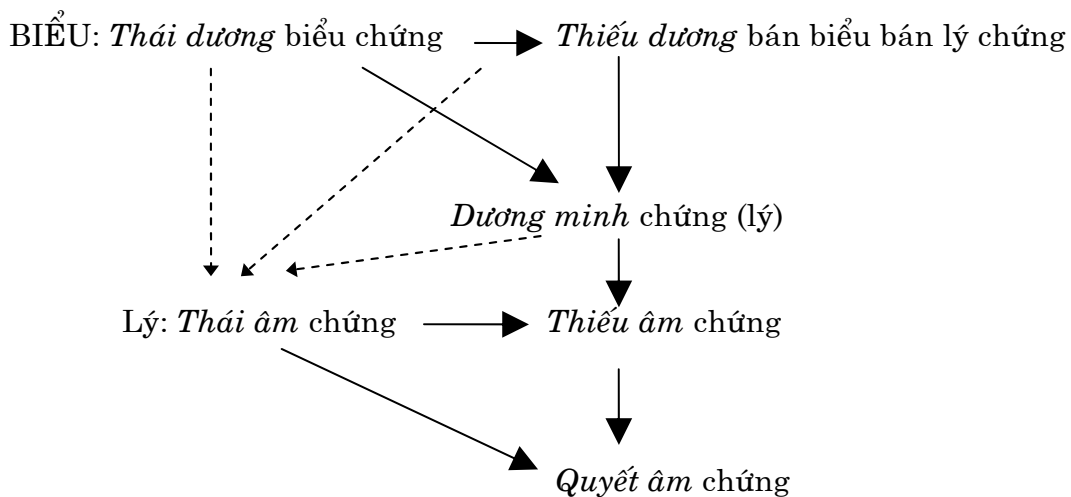 BIỂU: Thái dương biểu chứng Thiếu dương bán biểu bán lý chứng
Dương minh chứng (lý)
Lý: Thái âm chứng Thiếu âm chứng
Quyết âm chứng